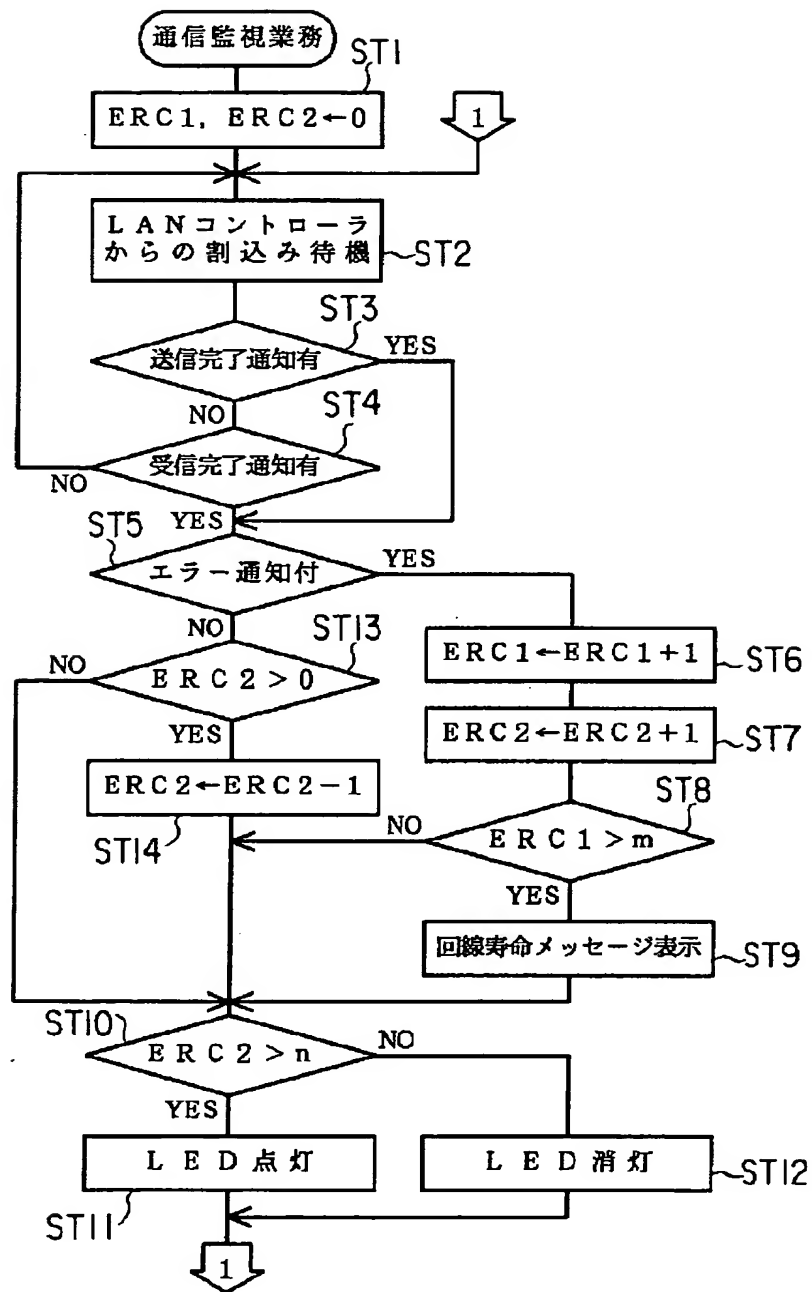 通信監視業務
ST1
ERC1, ERC2←0
1
LANコントローラ
からの割込み待機
ST2
ST3
送信完了通知有
YES
NO
ST4
受信完了通知有
NO
YES
ST5
エラー通知付
YES
NO
ST13
ERC2>0
NO
YES
ERC1←ERC1+1
ST6
ERC2←ERC2+1
ST7
ERC2←ERC2-1
ST14
ST8
ERC1>m
NO
YES
回線寿命メッセージ表示
ST9
ST10
ERC2>n
NO
YES
LED点灯
ST11
LED消灯
ST12
1